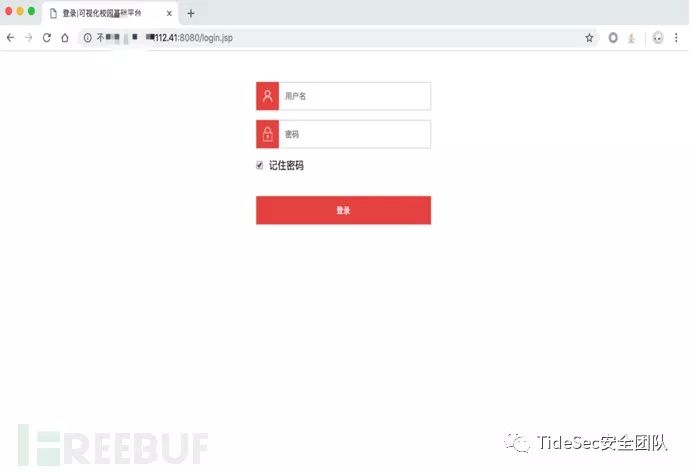 登录|可视化校园基础平台
不 112.41:8080/login.jsp
用户名
密码
记住密码
登录
FREEBUF
TideSec安全团队